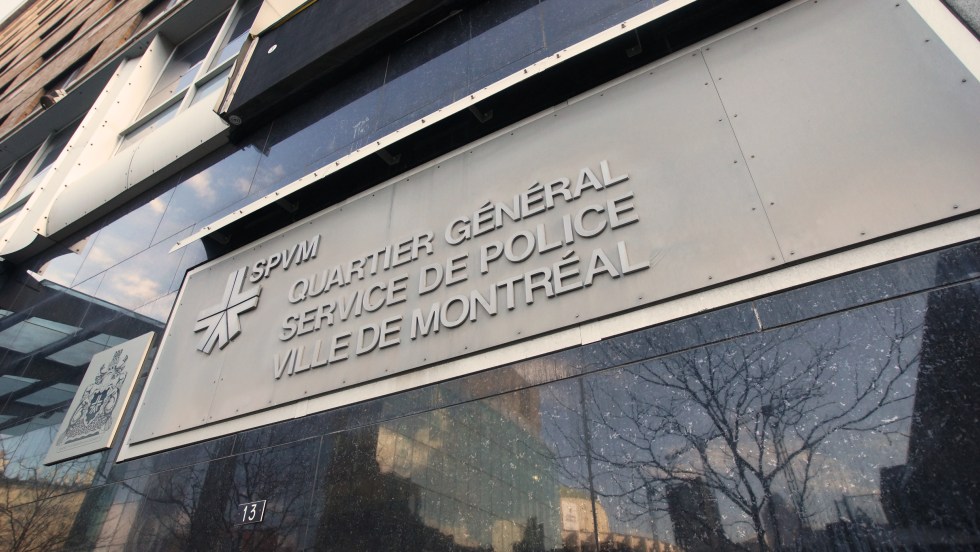 SPVM
QUARTIER GÉNÉRAL
SERVICE DE POLICE
VILLE DE MONTRÉAL
13